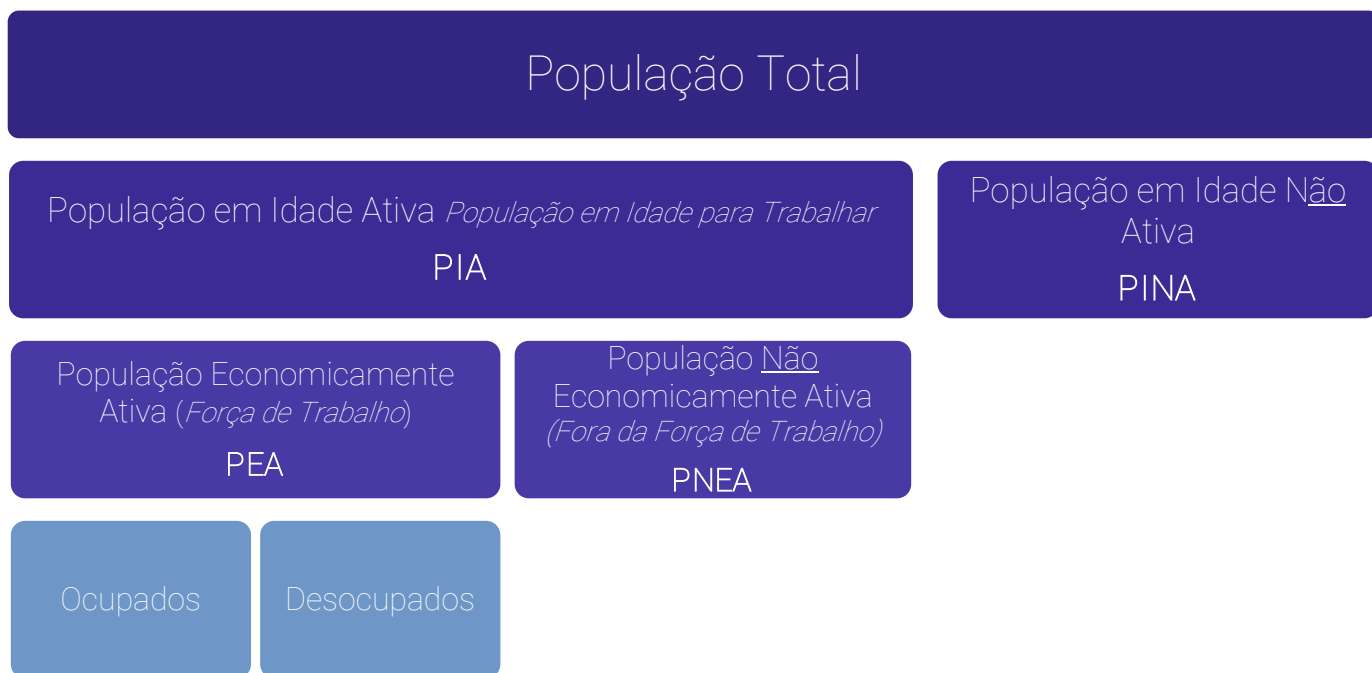 População Total
População em Idade Ativa População em Idade para Trabalhar
PIA
População em Idade Não
Ativa
PINA
População Economicamente
Ativa (Força de Trabalho)
PEA
População Não
Economicamente Ativa
(Fora da Força de Trabalho)
PNEA
Ocupados
Desocupados